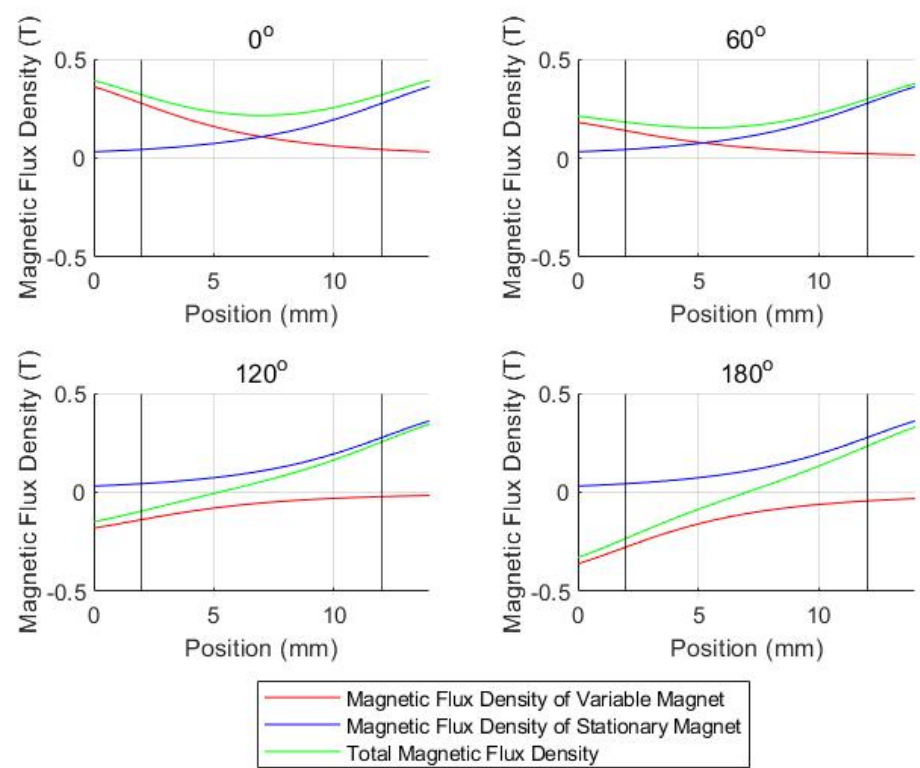 0°
Magnetic Flux Density (T)
0.5
0
-0.5
0
5
10
Position (mm)
60°
Magnetic Flux Density (T)
0.5
0
-0.5
0
5
10
Position (mm)
120°
Magnetic Flux Density (T)
0.5
0
-0.5
0
5
10
Position (mm)
180°
Magnetic Flux Density (T)
0.5
0
-0.5
0
5
10
Position (mm)
Magnetic Flux Density of Variable Magnet
Magnetic Flux Density of Stationary Magnet
Total Magnetic Flux Density